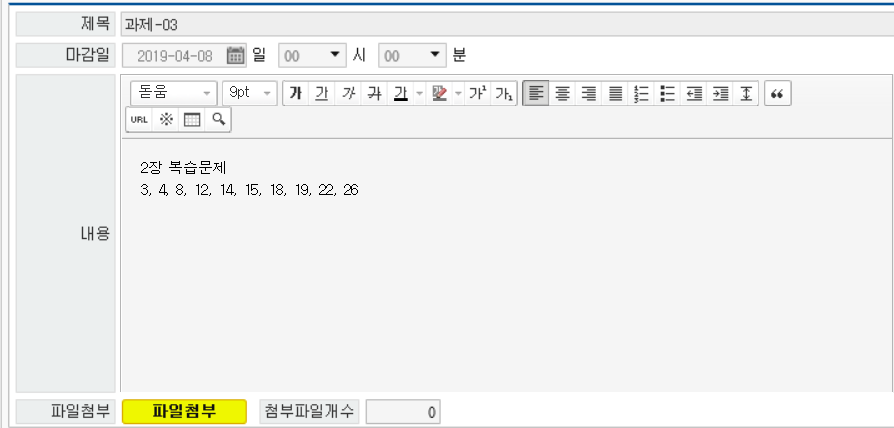 제목 과제-03
마감일 2019-04-08 일 00 시 00 분
돋움 9pt 가 가 가 가 가 가¹ 가₁ “
URL ※
2장 복습문제
3, 4, 8, 12, 14, 15, 18, 19, 22, 26
내용
파일첨부 파일첨부 첨부파일개수 0